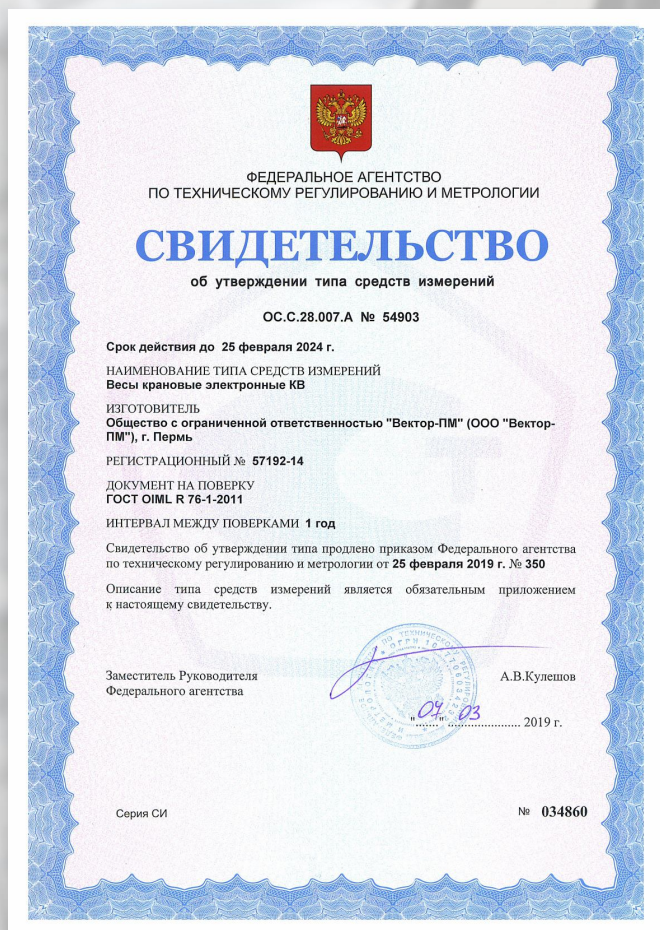 ФЕДЕРАЛЬНОЕ АГЕНТСТВО
ПО ТЕХНИЧЕСКОМУ РЕГУЛИРОВАНИЮ И МЕТРОЛОГИИ
СВИДЕТЕЛЬСТВО
об утверждении типа средств измерений
ОС.С.28.007.А № 54903
Срок действия до 25 февраля 2024 г.
НАИМЕНОВАНИЕ ТИПА СРЕДСТВ ИЗМЕРЕНИЙ
Весы крановые электронные КВ
ИЗГОТОВИТЕЛЬ
Общество с ограниченной ответственностью "Вектор-ПМ" (ООО "Вектор-
ПМ"), г. Пермь
РЕГИСТРАЦИОННЫЙ № 57192-14
ДОКУМЕНТ НА ПОВЕРКУ
ГОСТ OIML R 76-1-2011
ИНТЕРВАЛ МЕЖДУ ПОВЕРКАМИ 1 год
Свидетельство об утверждении типа продлено приказом Федерального агентства
по техническому регулированию и метрологии от 25 февраля 2019 г. № 350
Описание типа средств измерений является обязательным приложением
к настоящему свидетельству.
Заместитель Руководителя
Федерального агентства
А.В.Кулешов
"07" 03 2019 г.
Серия СИ
№ 034860